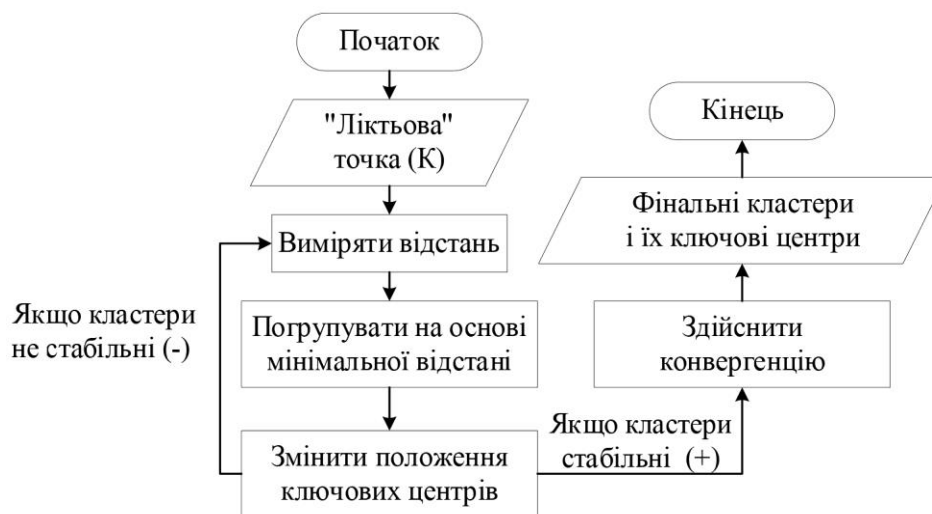 Початок
"Ліктьова"
точка (К)
Виміряти відстань
Погрупувати на основі
мінімальної відстані
Змінити положення
ключових центрів
Якщо кластери
не стабільні (-)
Якщо кластери
стабільні (+)
Здійснити
конвергенцію
Фінальні кластери
і їх ключові центри
Кінець